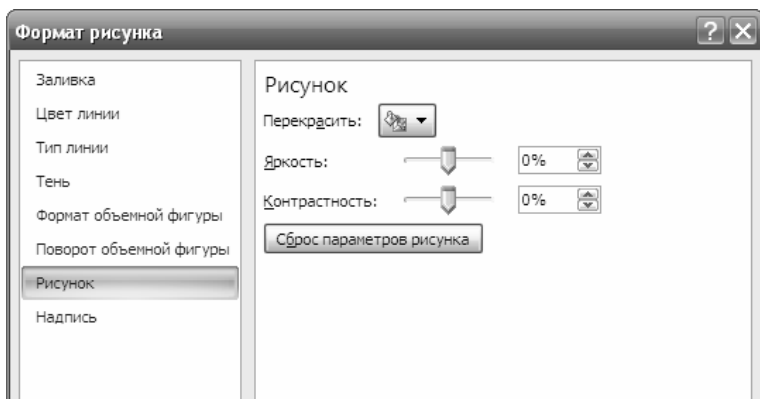 Формат рисунка
Заливка
Цвет линии
Тип линии
Тень
Формат объемной фигуры
Поворот объемной фигуры
Рисунок
Надпись
Рисунок
Перекрасить:
Яркость: 0%
Контрастность: 0%
Сброс параметров рисунка